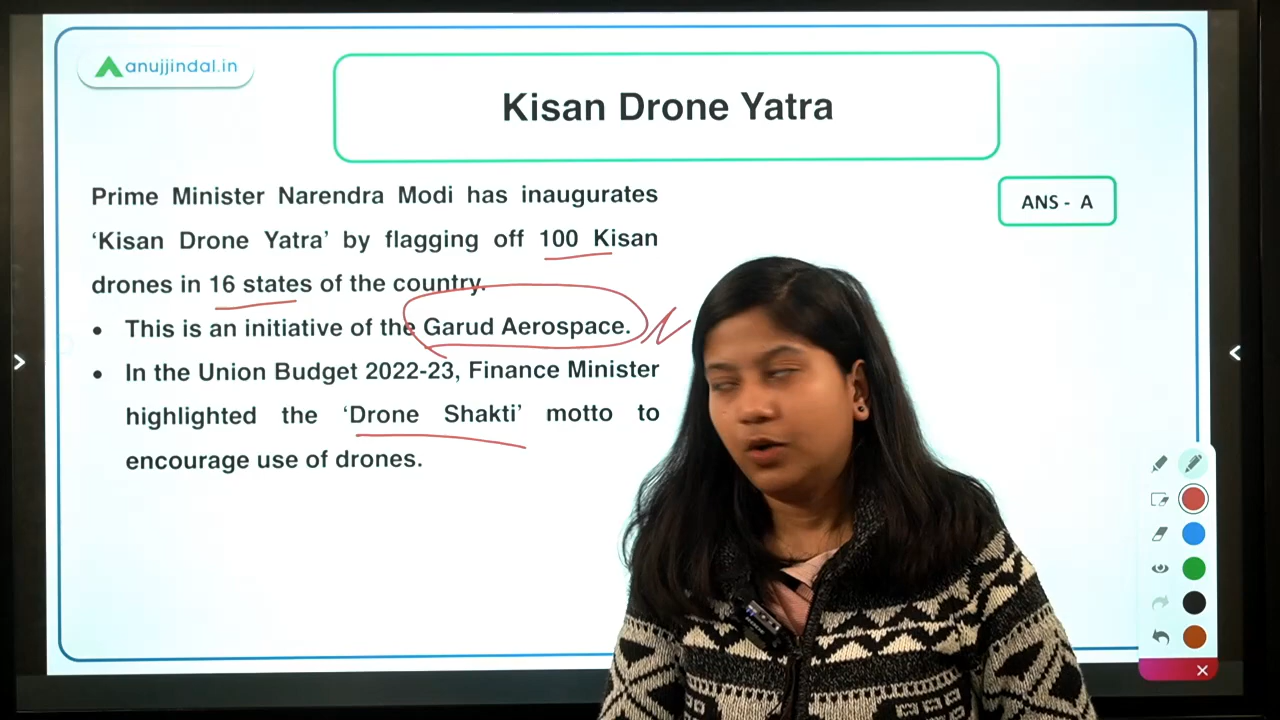 anujjindal.in
Kisan Drone Yatra
Prime Minister Narendra Modi has inaugurates
‘Kisan Drone Yatra’ by flagging off 100 Kisan
drones in 16 states of the country.
• This is an initiative of the Garud Aerospace.
• In the Union Budget 2022-23, Finance Minister
highlighted the ‘Drone Shakti’ motto to
encourage use of drones.
ANS - A